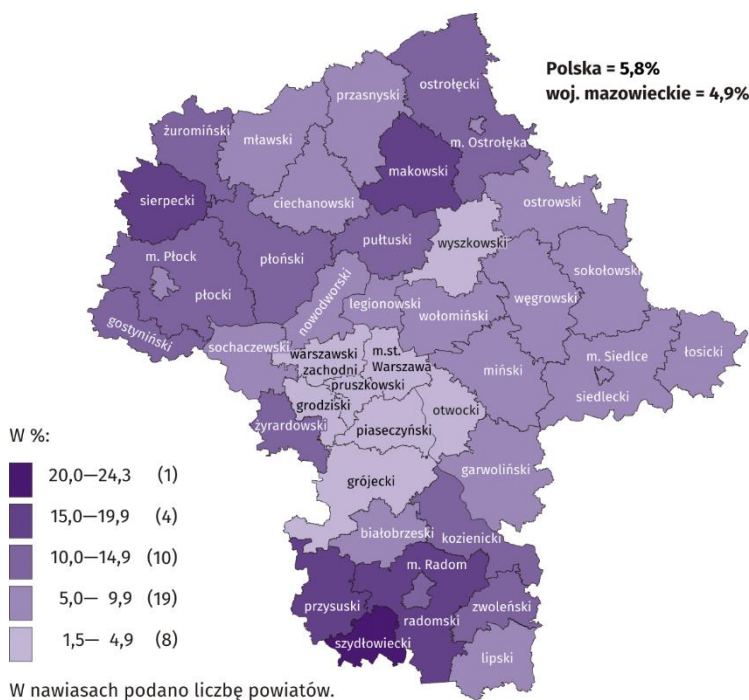 Polska = 5,8%
woj. mazowieckie = 4,9%
ostrołęcki
przasnyski
żuromiński
mławski
m. Ostrołęka
makowski
sierpecki
ciechanowski
ostrowski
m. Płock
płoński
pułtuski
wyszkowski
sokołowski
płocki
nowodworski
legionowski
węgrowski
gostyniński
wołomiński
sochaczewski
warszawski
zachodni
m.st.
Warszawa
m. Siedlce
łosicki
pruszkowski
miński
siedlecki
grodziski
otwocki
żyrardowski
piaseczyński
garwoliński
grójecki
białobrzeski
kozienicki
m. Radom
przysuski
radomski
zwoleński
szydłowiecki
lipski
W %:
20,0—24,3 (1)
15,0—19,9 (4)
10,0—14,9 (10)
5,0— 9,9 (19)
1,5— 4,9 (8)
W nawiasach podano liczbę powiatów.